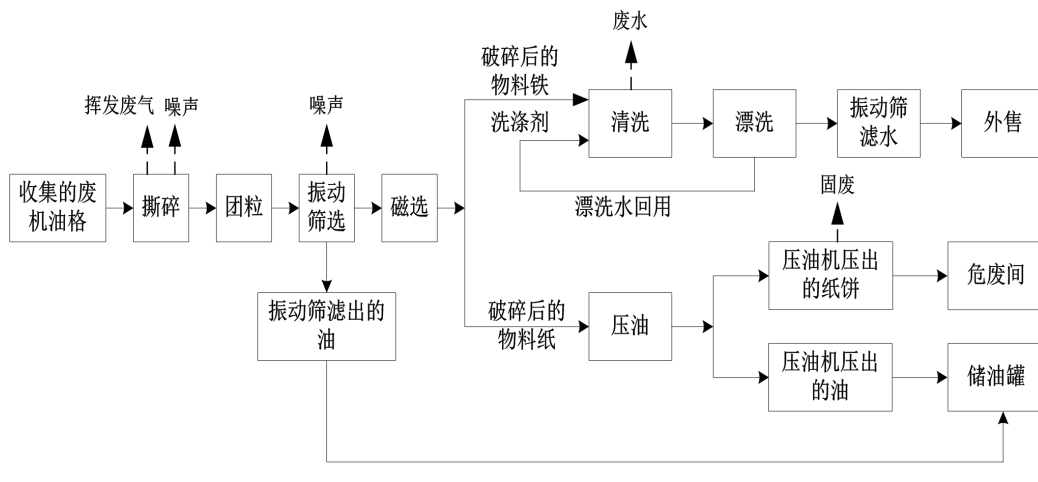 废水
破碎后的
物料铁
挥发废气
噪声
噪声
洗涤剂
清洗
漂洗
振动筛
滤水
外售
收集的废
机油格
撕碎
团粒
振动
筛选
磁选
漂洗水回用
固废
压油机压出
的纸饼
危废间
振动筛滤出的
油
破碎后的
物料纸
压油
压油机压出
的油
储油罐